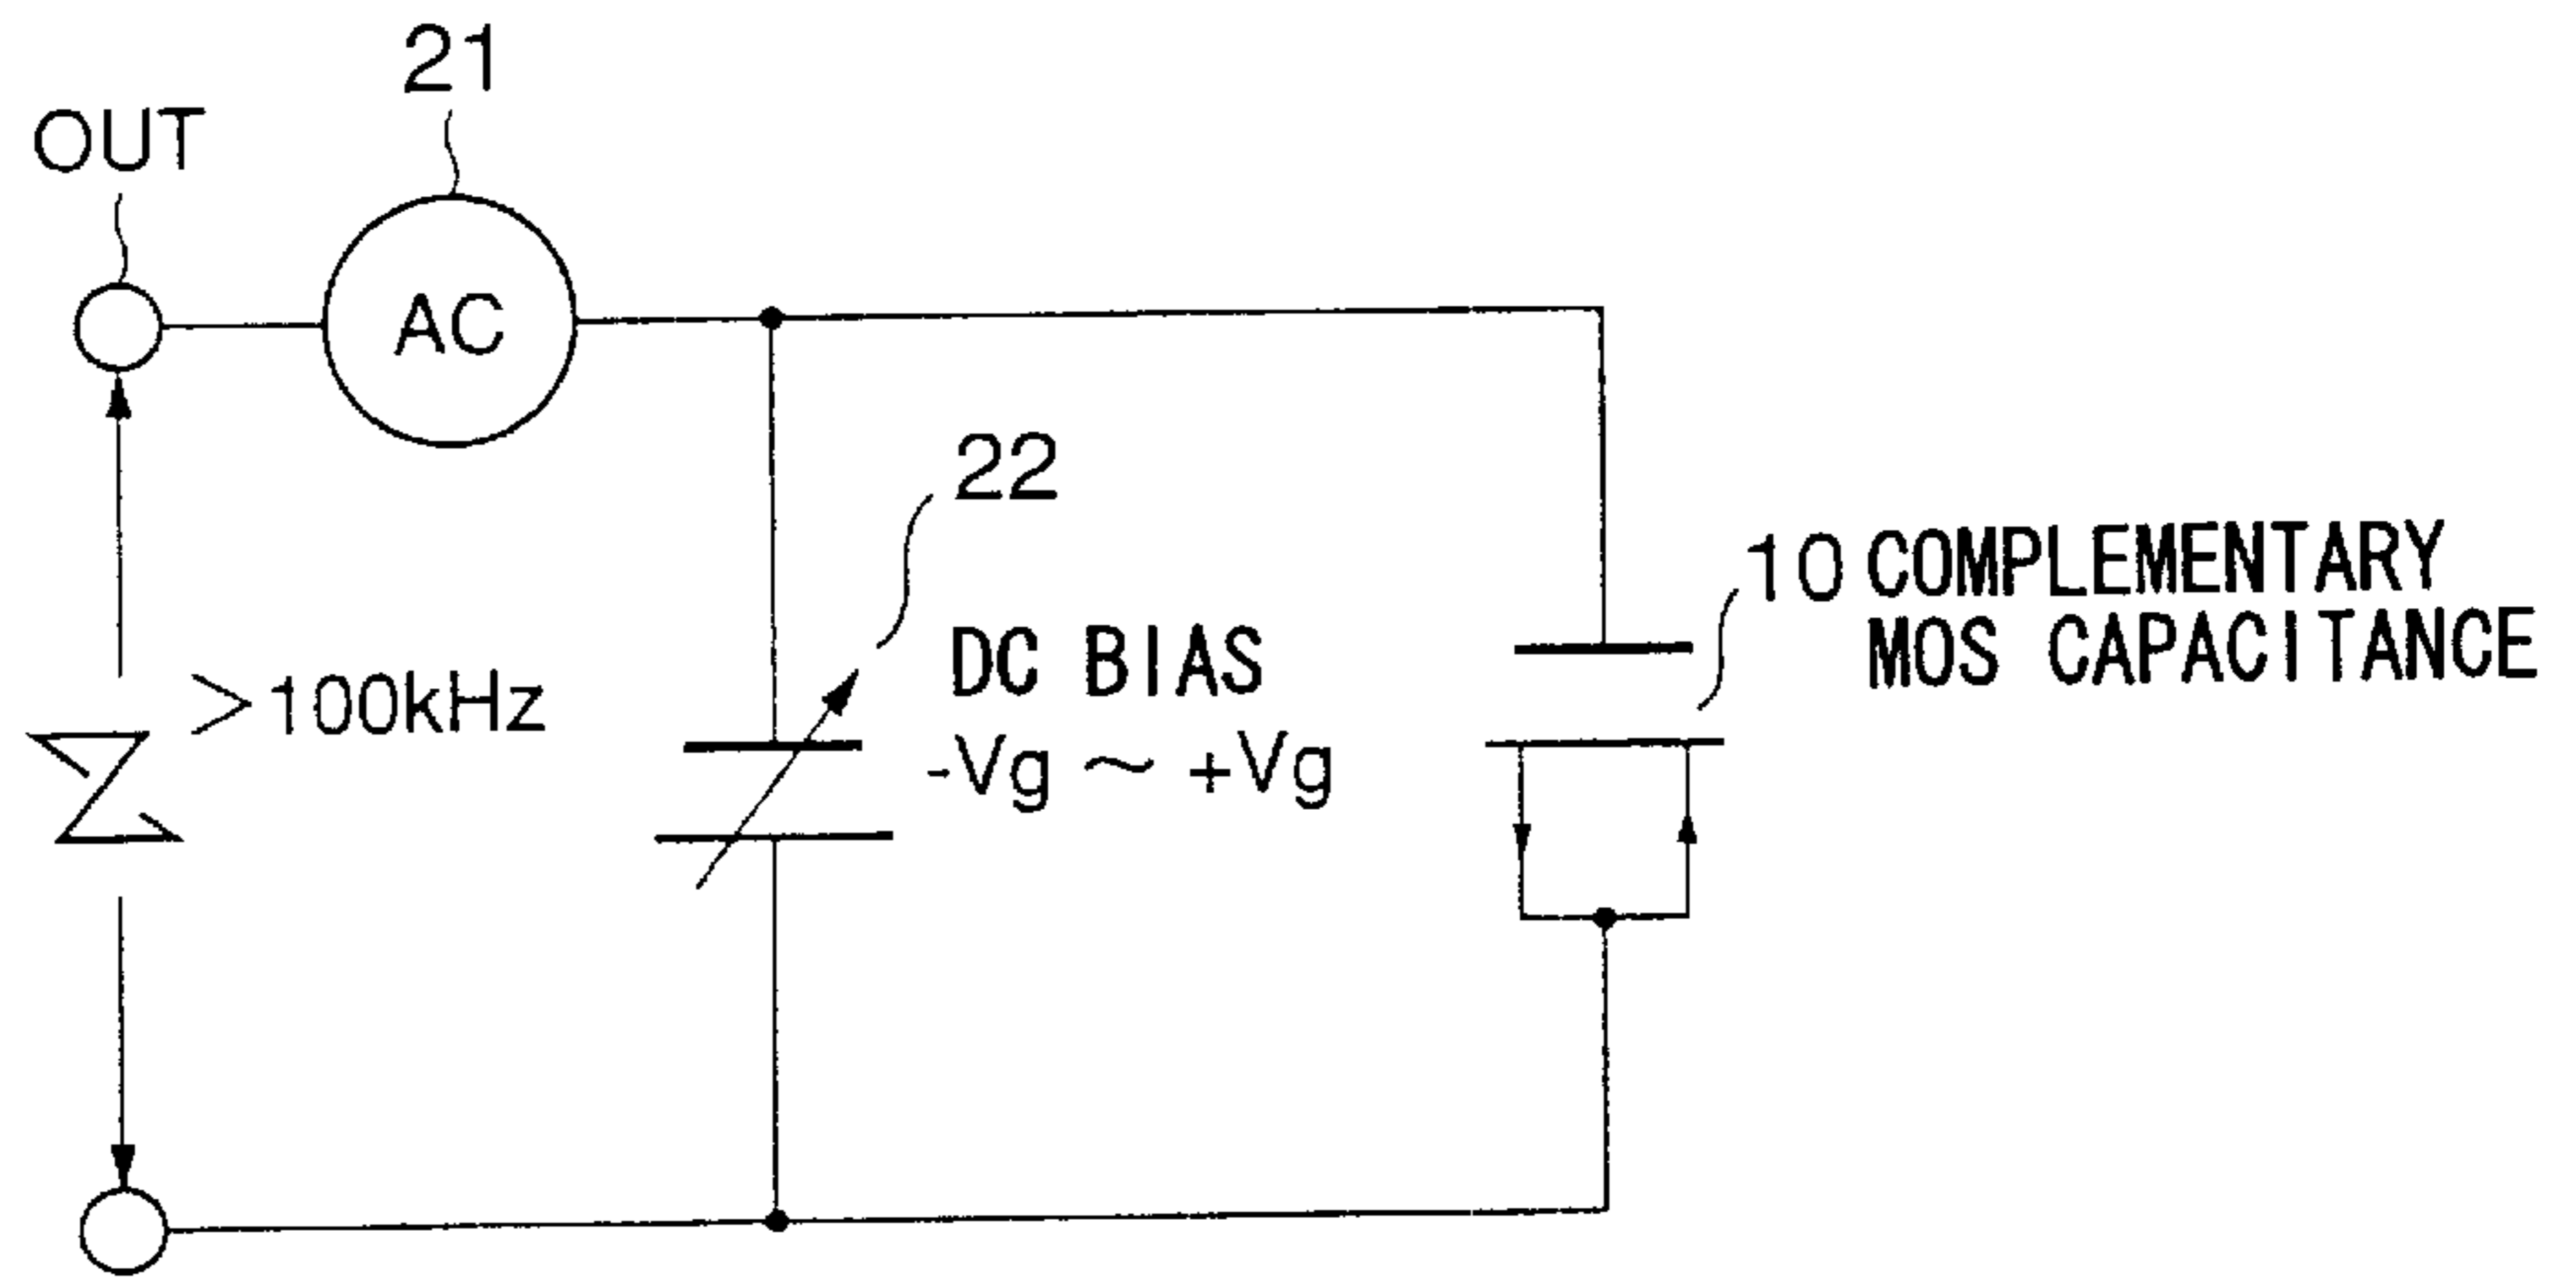 21
OUT
AC
22
10 COMPLEMENTARY
MOS CAPACITANCE
DC BIAS
-Vg ~ +Vg
>100kHz